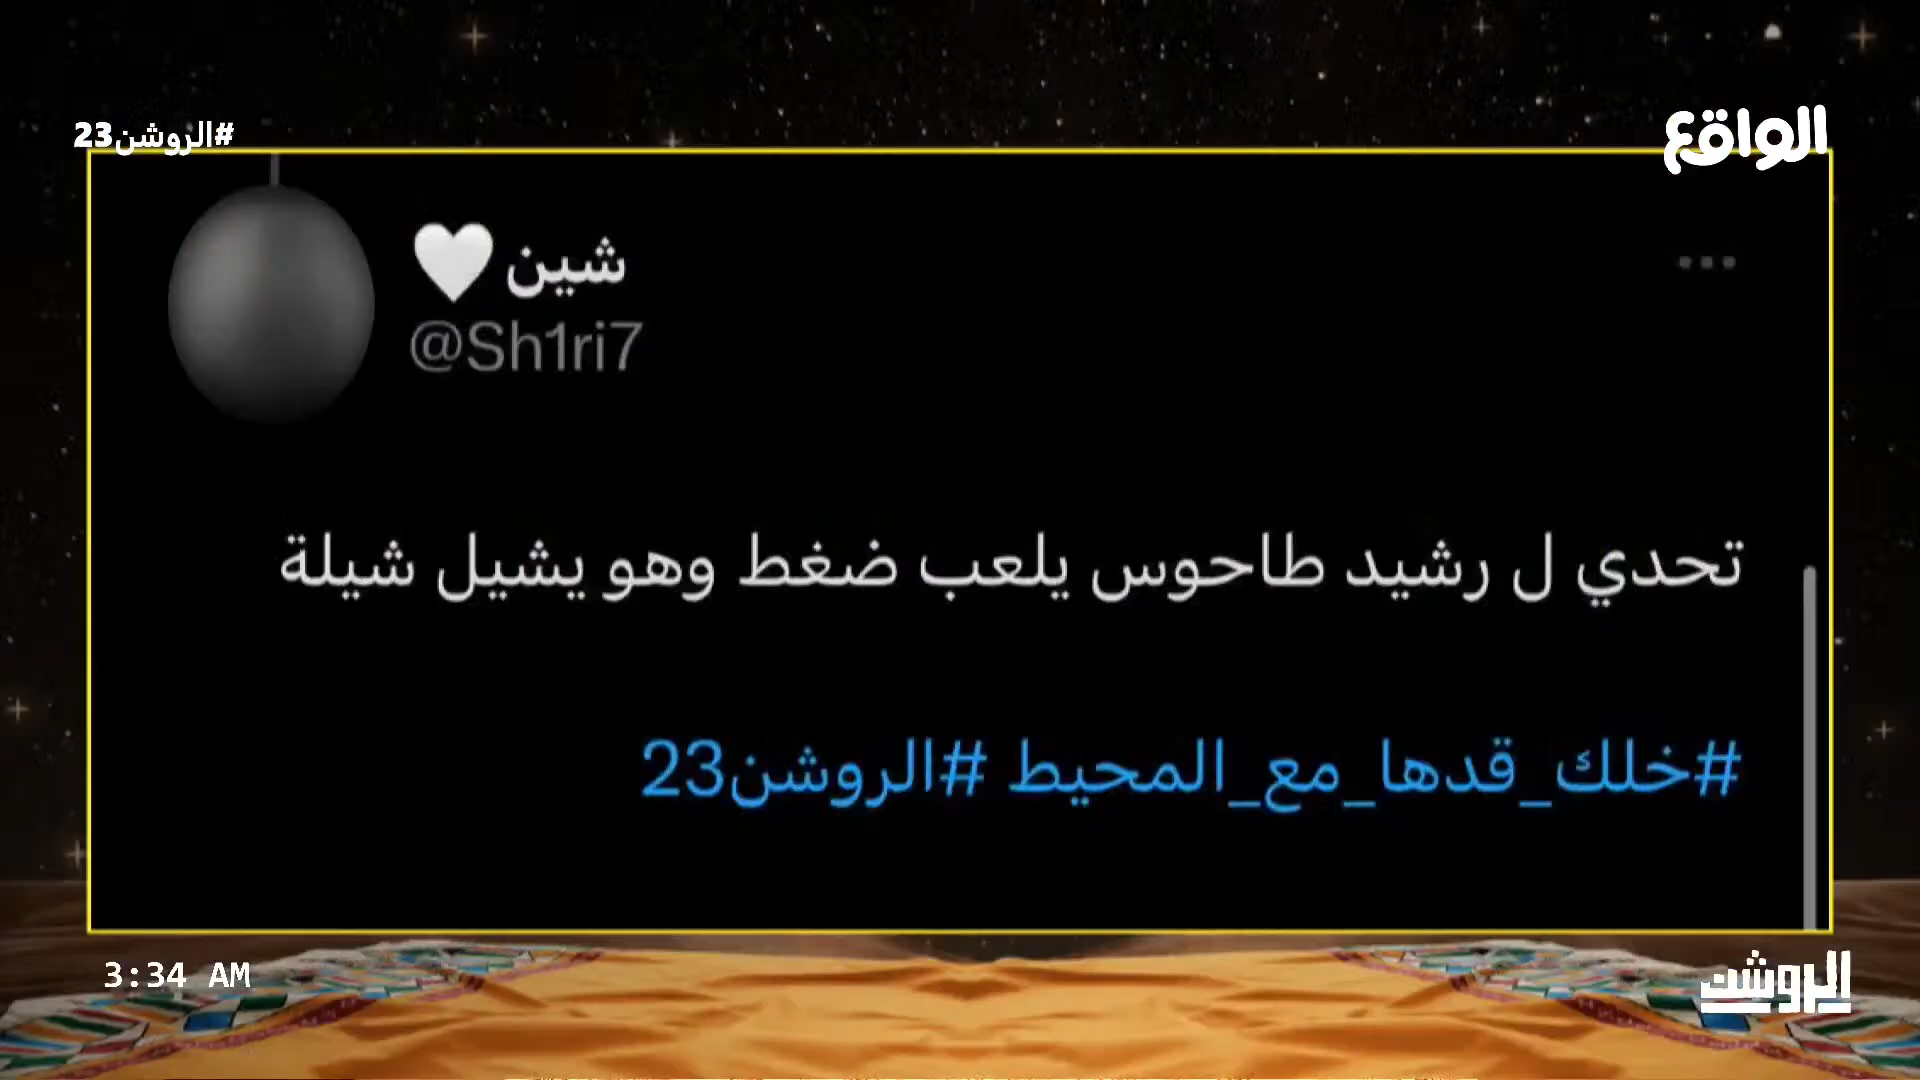 #الروشن23
الواقع
شين 🤍
@Sh1ri7
تحدي ل رشيد طاحوس يلعب ضغط وهو يشيل شيلة
#خلك_قدها_مع_المحيط #الروشن23
3:34 AM
الروشن